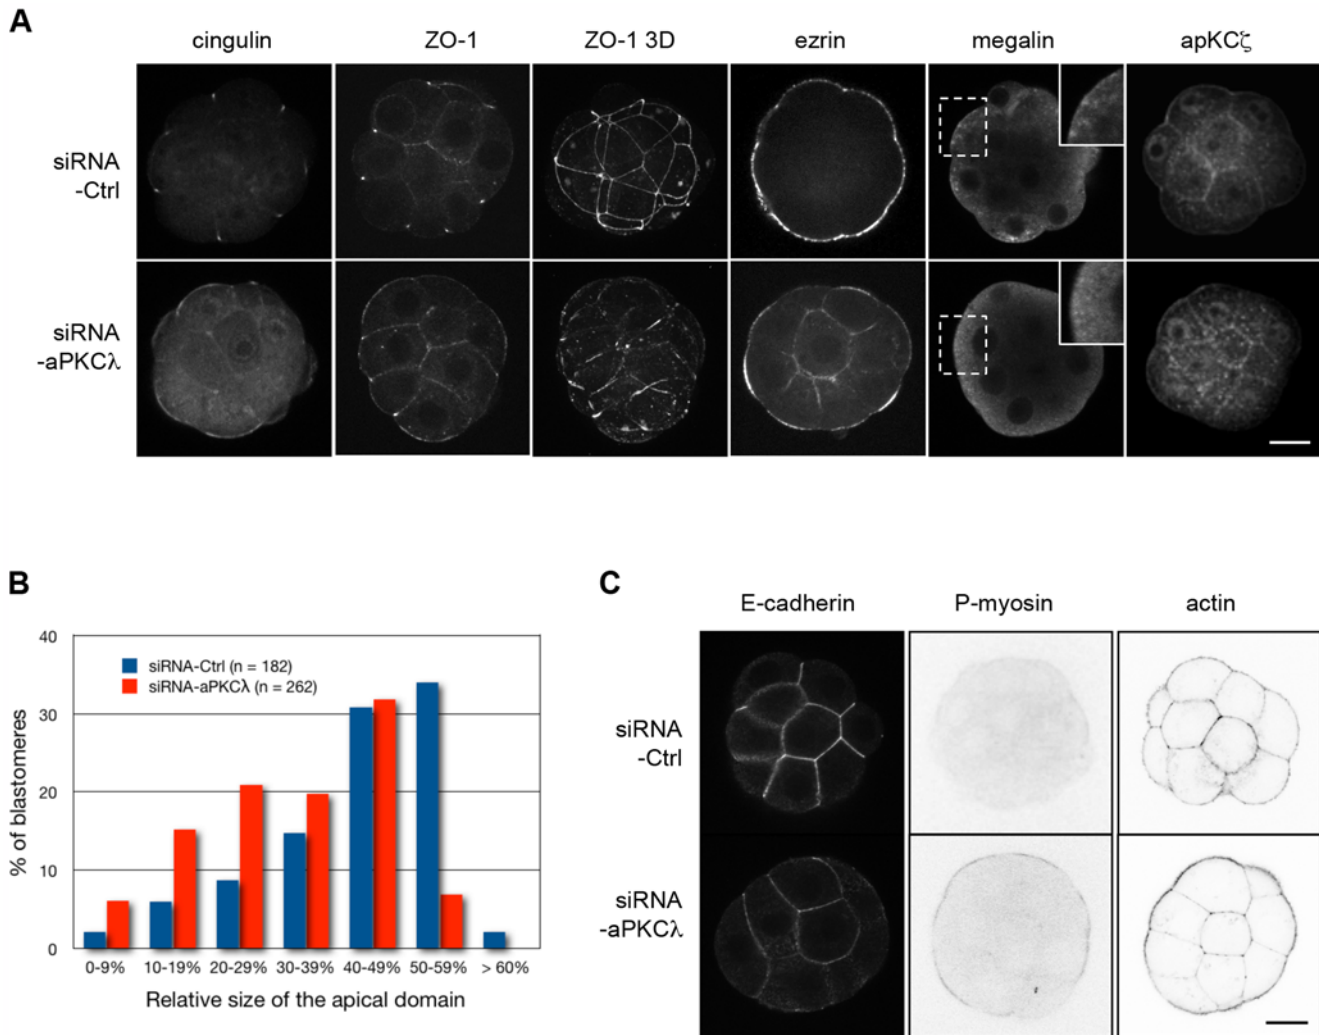 A
cingulin
ZO-1
ZO-1 3D
ezrin
megalin
apKCζ
siRNA
-Ctrl
siRNA
-aPKCλ
B
40
30
20
10
0
% of blastomeres
siRNA-Ctrl (n = 182)
siRNA-aPKCλ (n = 262)
0-9%
10-19%
20-29%
30-39%
40-49%
50-59%
> 60%
Relative size of the apical domain
C
E-cadherin
P-myosin
actin
siRNA
-Ctrl
siRNA
-aPKCλ